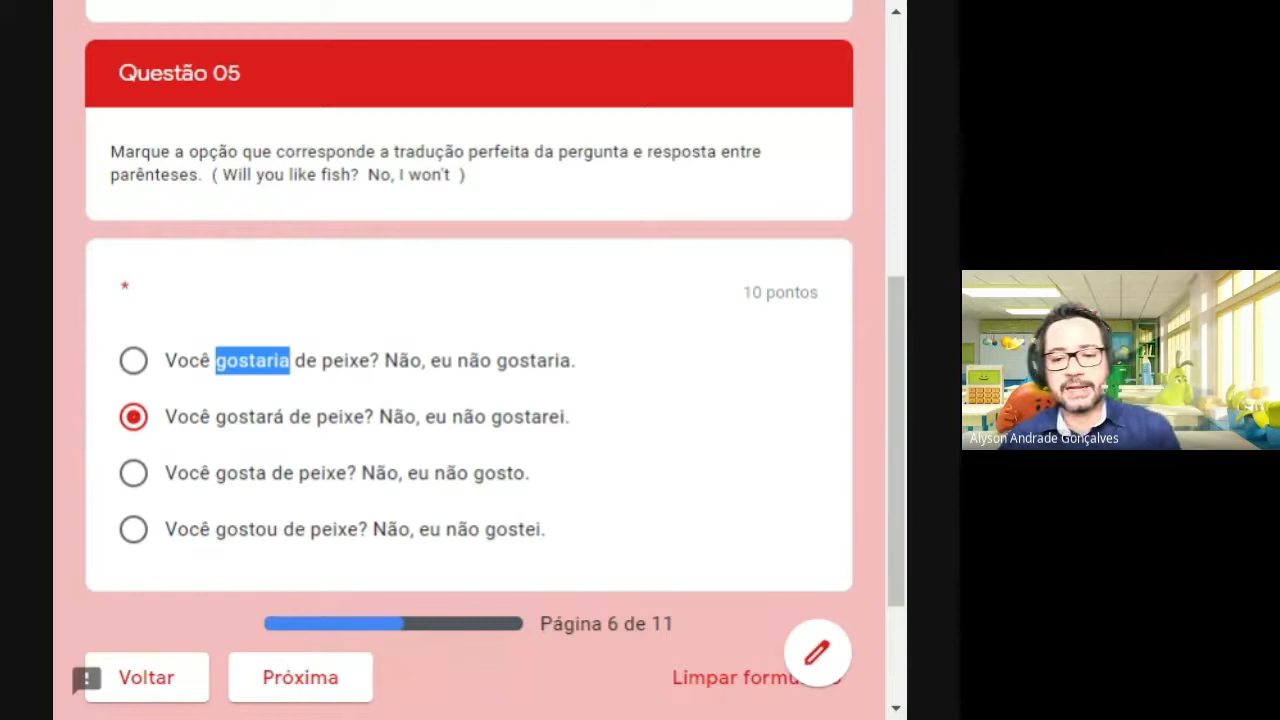 Questão 05
Marque a opção que corresponde a tradução perfeita da pergunta e resposta entre
parênteses. ( Will you like fish? No, I won't )
*
10 pontos
Você gostaria de peixe? Não, eu não gostaria.
Você gostará de peixe? Não, eu não gostarei.
Você gosta de peixe? Não, eu não gosto.
Você gostou de peixe? Não, eu não gostei.
Página 6 de 11
Voltar
Próxima
Limpar formu
Alyson Andrade Gonçalves